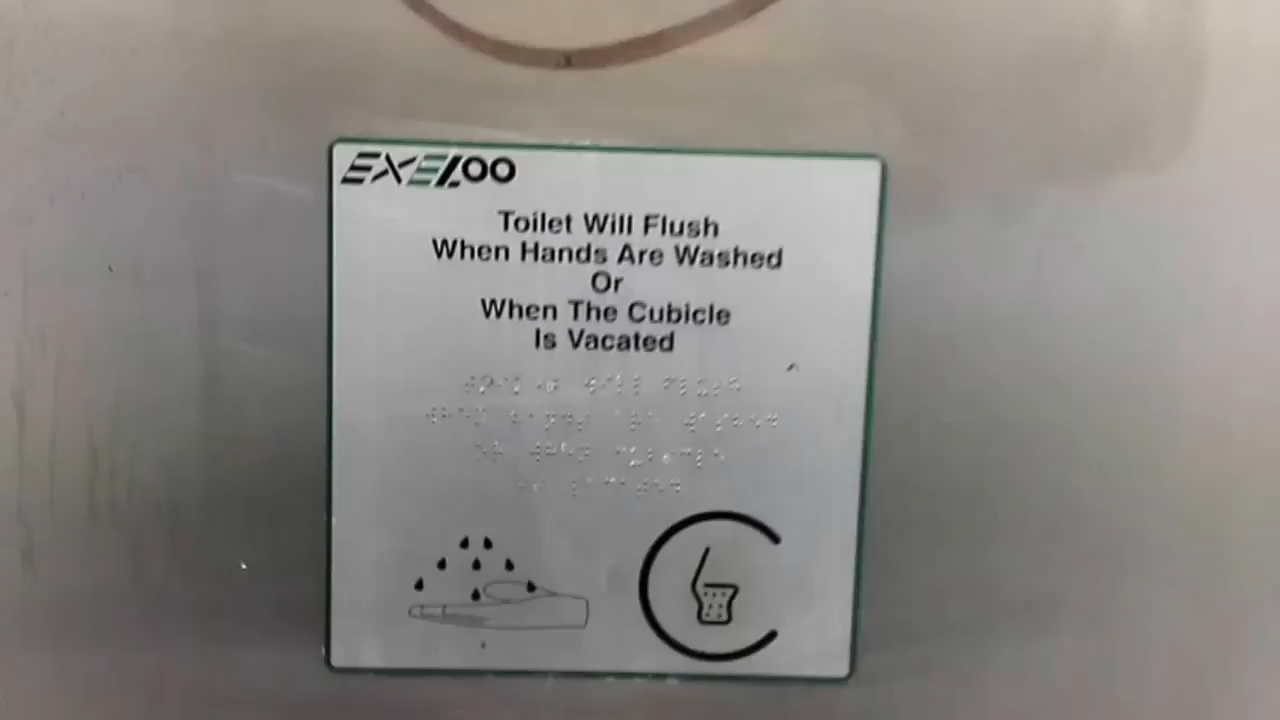 EXELOO
Toilet Will Flush
When Hands Are Washed
Or
When The Cubicle
Is Vacated